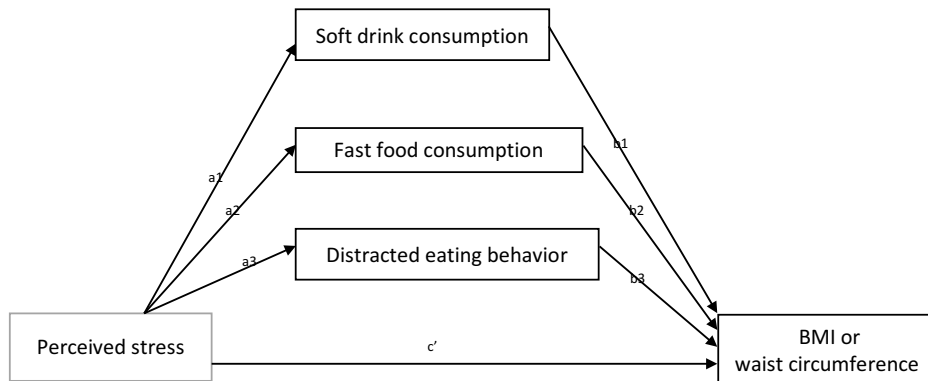 Soft drink consumption
Fast food consumption
Distracted eating behavior
Perceived stress
BMI or
waist circumference
a1
a2
a3
b1
b2
b3
c’